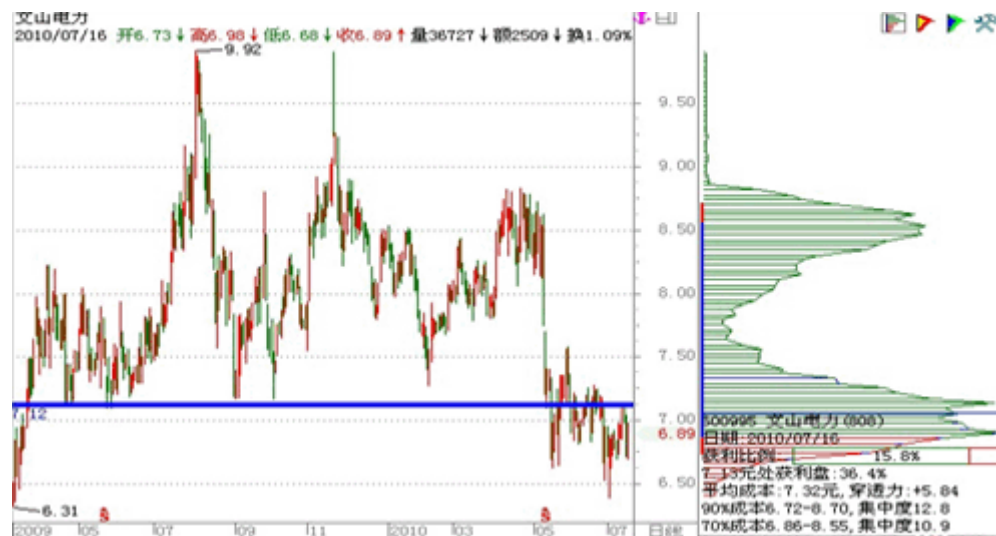 文山电力
2010/07/16 开6.73↓高6.98↓低6.68↓收6.89↑量36727↓额2509↓换1.09%
9.92
9.50
9.00
8.50
8.00
7.50
7.12
7.00
6.89
6.50
6.31
600995 文山电力(808)
日期:2010/07/16
获利比例: 15.8%
7.13元处获利盘:36.4%
平均成本:7.32元,穿透力:+5.84
90%成本6.72-8.70,集中度12.8
70%成本6.86-8.55,集中度10.9
2009 05 07 09 11 2010 03 05 07 日线